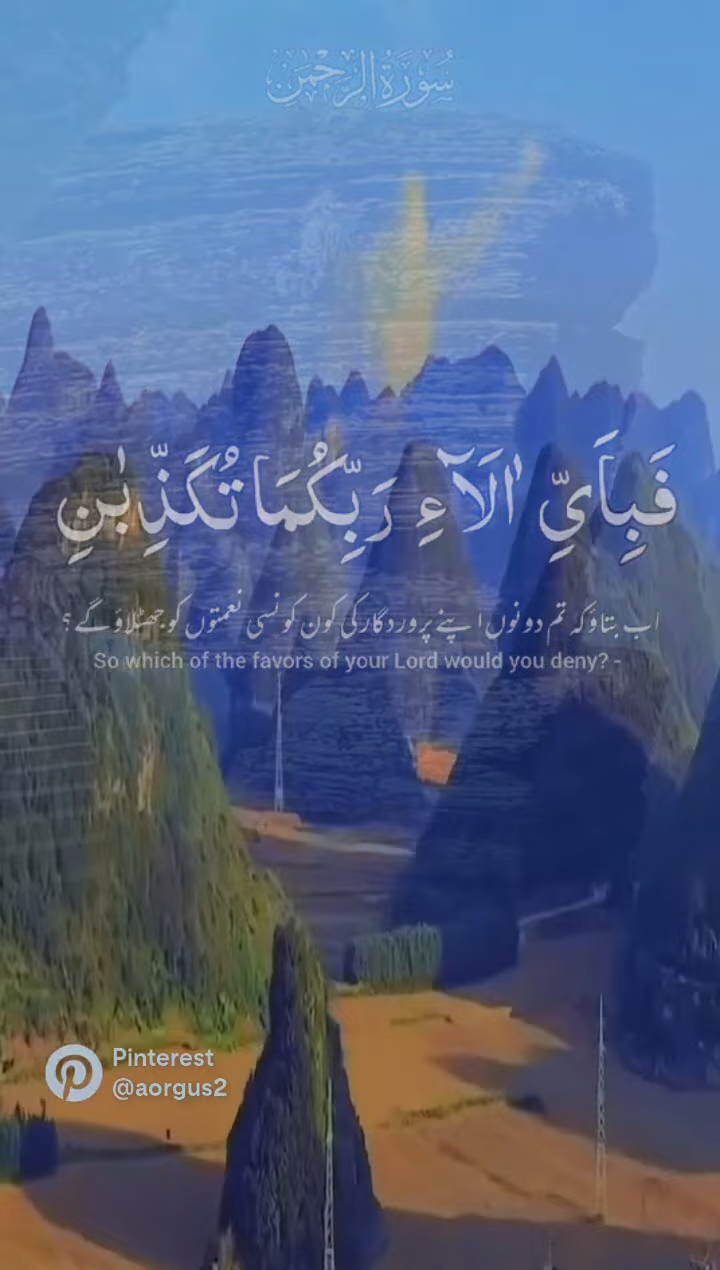 سُورَةُ الرَّحْمٰن
فَبِاَيِّ اٰلَآءِ رَبِّكُمَا تُكَذِّبٰنِ
اب بتاؤ کہ تم دونوں اپنے پروردگار کی کون کونسی نعمتوں کو جھٹلاؤ گے ؟
So which of the favors of your Lord would you deny? -
Pinterest
@aorgus2